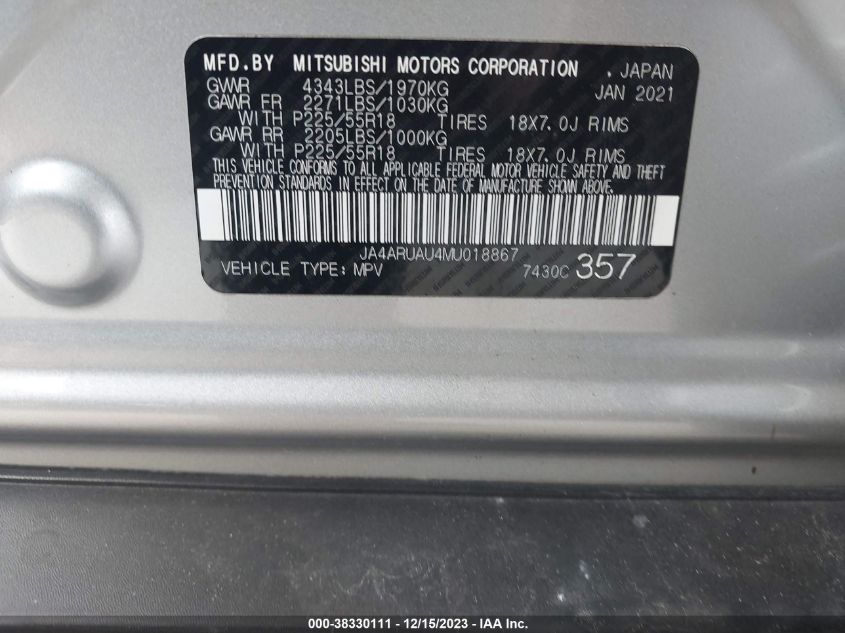 MFD.BY MITSUBISHI MOTORS CORPORATION , JAPAN
GVWR 4343LBS/1970KG JAN 2021
GAWR FR 2271LBS/1030KG
WITH P225/55R18 TIRES 18X7.0J RIMS
GAWR RR 2205LBS/1000KG
WITH P225/55R18 TIRES 18X7.0J RIMS
THIS VEHICLE CONFORMS TO ALL APPLICABLE FEDERAL MOTOR VEHICLE SAFETY AND THEFT
PREVENTION STANDARDS IN EFFECT ON THE DATE OF MANUFACTURE SHOWN ABOVE.
JA4ARUAU4MU018867
VEHICLE TYPE:MPV 7430C 357
000-38330111 - 12/15/2023 - IAA Inc.